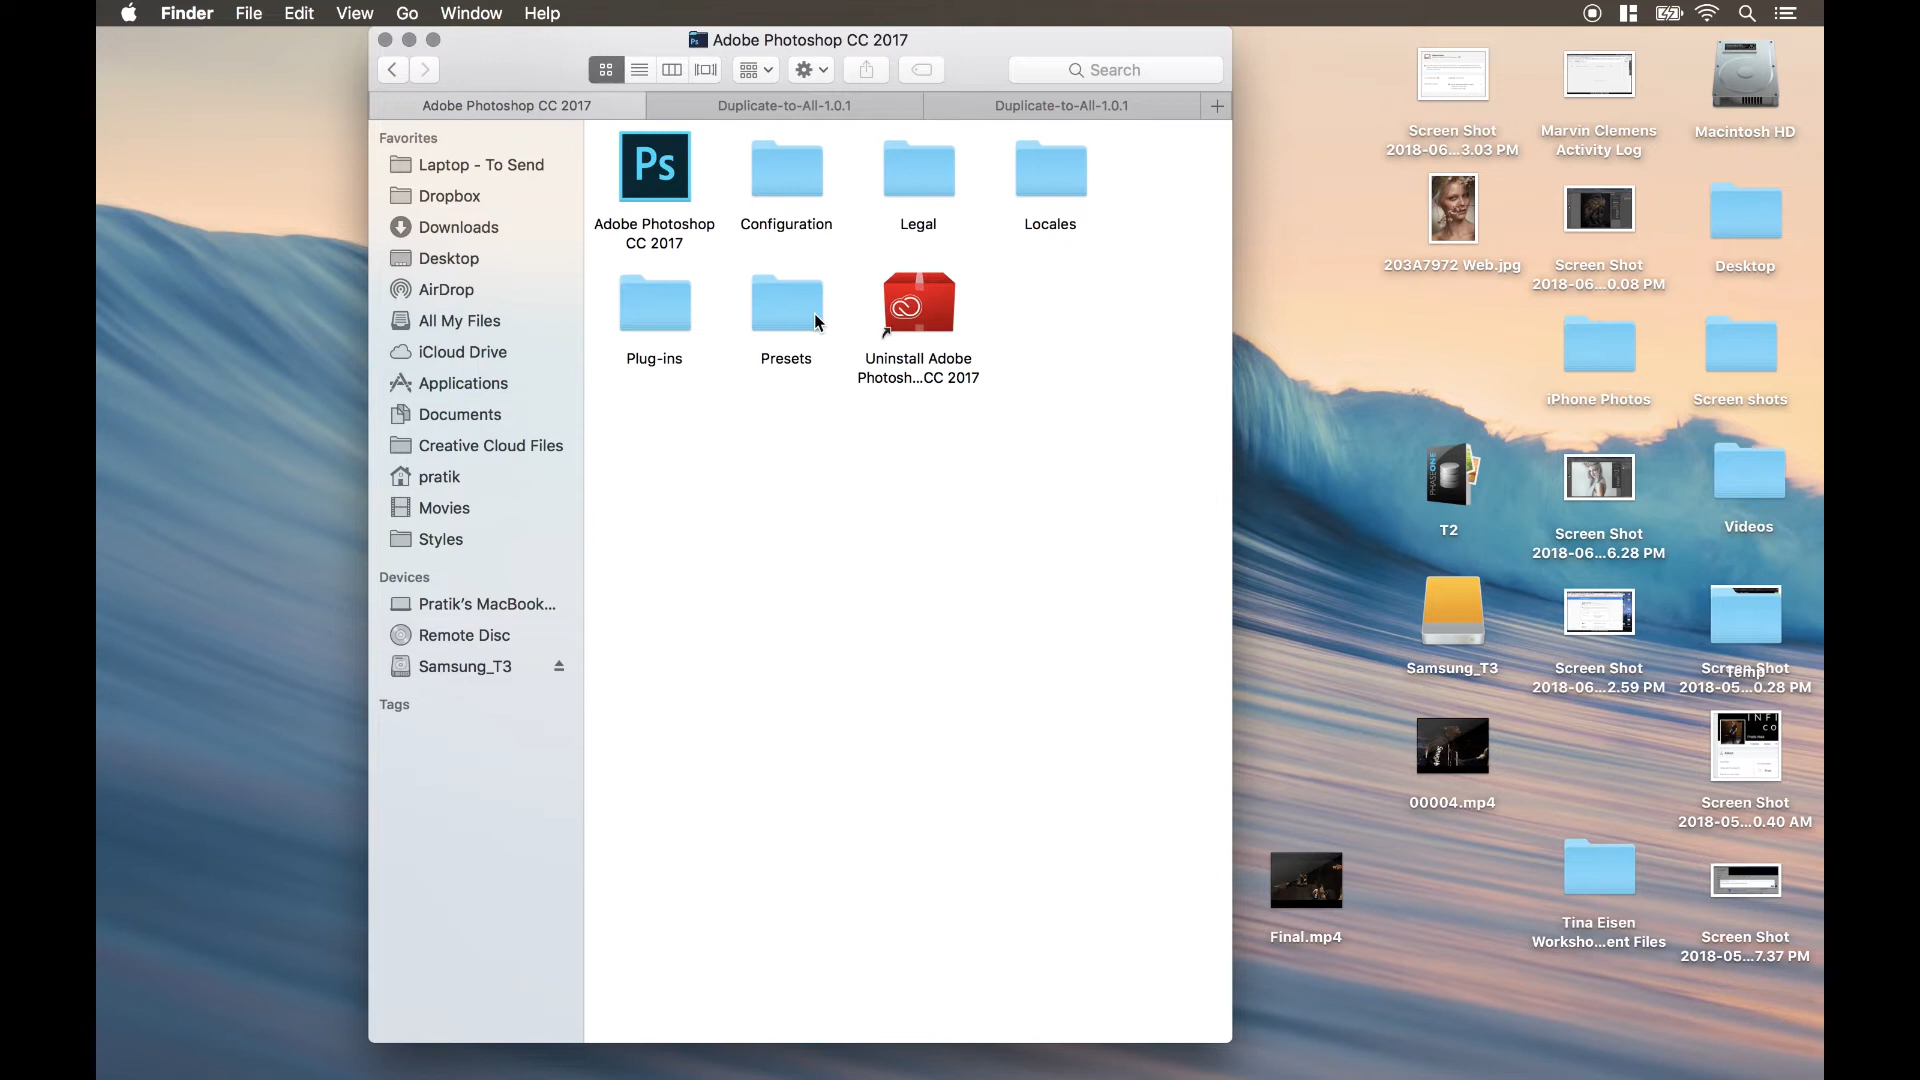 Finder File Edit View Go Window Help
Adobe Photoshop CC 2017
Search
Adobe Photoshop CC 2017
Duplicate-to-All-1.0.1
Duplicate-to-All-1.0.1
Favorites
Laptop - To Send
Dropbox
Downloads
Desktop
AirDrop
All My Files
iCloud Drive
Applications
Documents
Creative Cloud Files
pratik
Movies
Styles
Devices
Pratik's MacBook...
Remote Disc
Samsung_T3
Tags
Ps
Adobe Photoshop
CC 2017
Configuration
Legal
Locales
Plug-ins
Presets
Uninstall Adobe
Photosh...CC 2017
Screen Shot
2018-06...3.03 PM
Marvin Clemens
Activity Log
Macintosh HD
203A7972 Web.jpg
Screen Shot
2018-06...0.08 PM
Desktop
iPhone Photos
Screen shots
PHASEONE
T2
Screen Shot
2018-06...6.28 PM
Videos
Samsung_T3
Screen Shot
2018-06...2.59 PM
Screen Shot
2018-05...0.28 PM
Temp
00004.mp4
INFI
CO
Screen Shot
2018-05...0.40 AM
Final.mp4
Tina Eisen
Worksho...ent Files
Screen Shot
2018-05...7.37 PM